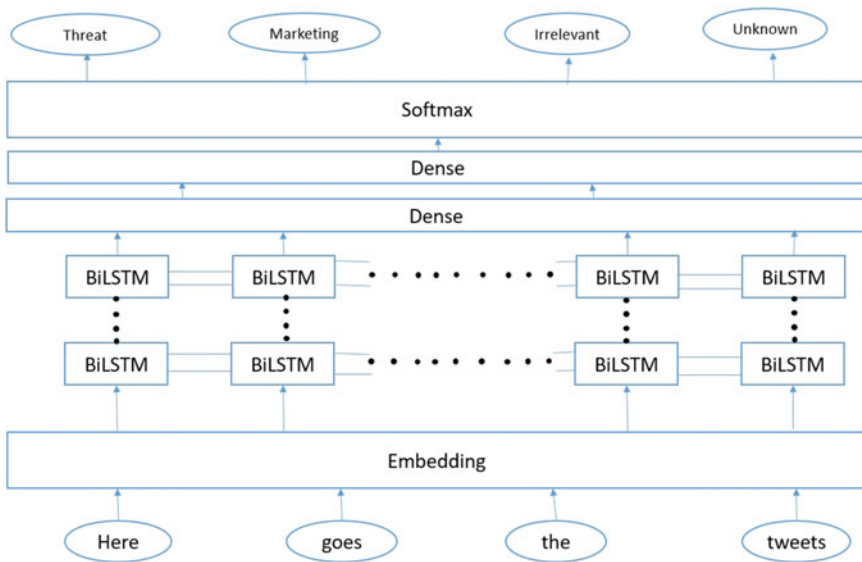 Threat Marketing Irrelevant Unknown
Softmax
Dense
Dense
BiLSTM BiLSTM BiLSTM BiLSTM
BiLSTM BiLSTM BiLSTM BiLSTM
Embedding
Here goes the tweets